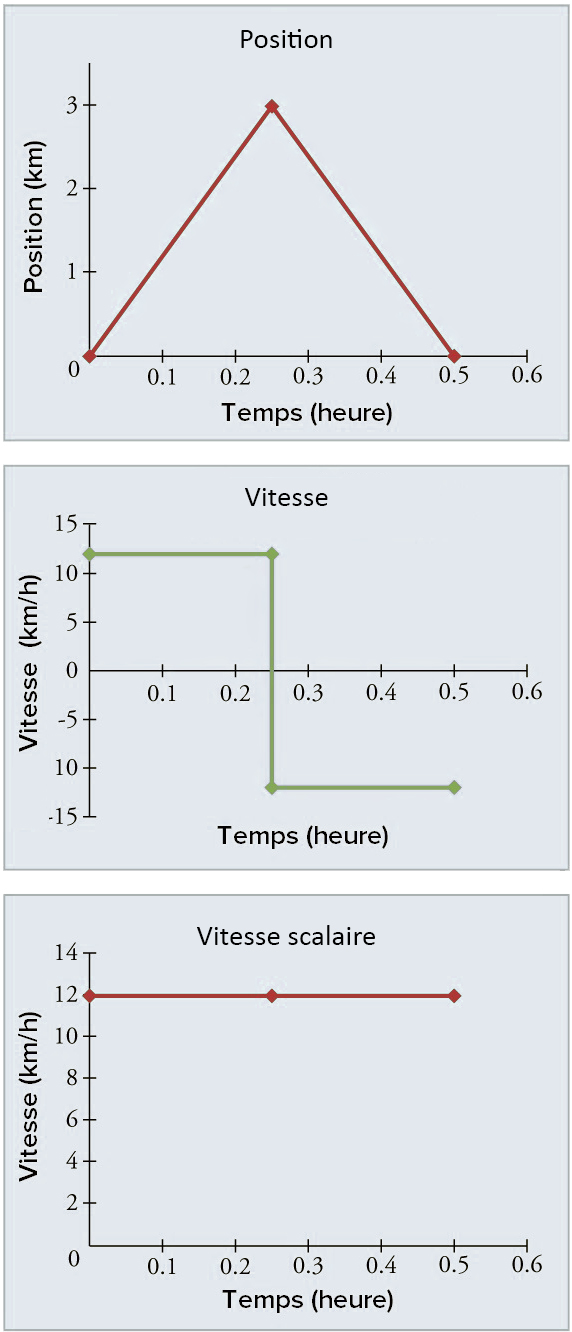 Position
3
2
1
0
Position (km)
0.1 0.2 0.3 0.4 0.5 0.6
Temps (heure)
Vitesse
15
10
5
0
-5
10
-15
Vitesse (km/h)
0.1 0.2 0.3 0.4 0.5 0.6
Temps (heure)
Vitesse scalaire
14
12
10
8
6
4
2
0
Vitesse (km/h)
0.1 0.2 0.3 0.4 0.5 0.6
Temps (heure)